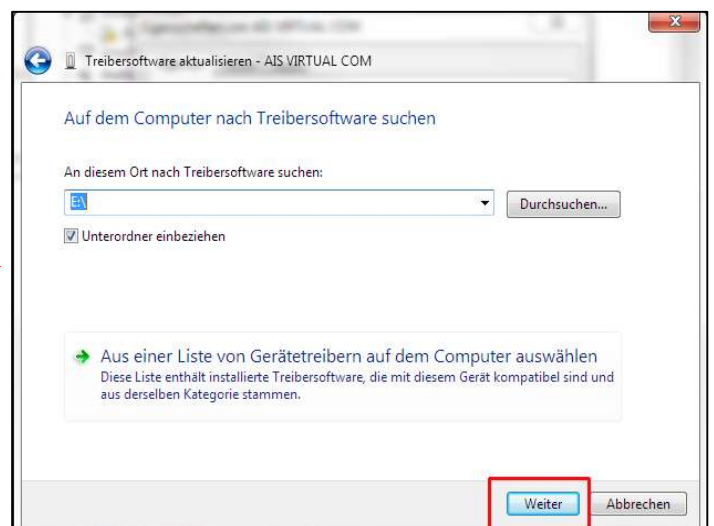 Treibersoftware aktualisieren - AIS VIRTUAL COM
Auf dem Computer nach Treibersoftware suchen
An diesem Ort nach Treibersoftware suchen:
E:\
Durchsuchen...
Unterordner einbeziehen
Aus einer Liste von Gerätetreibern auf dem Computer auswählen
Diese Liste enthält installierte Treibersoftware, die mit diesem Gerät kompatibel sind und
aus derselben Kategorie stammen.
Weiter
Abbrechen